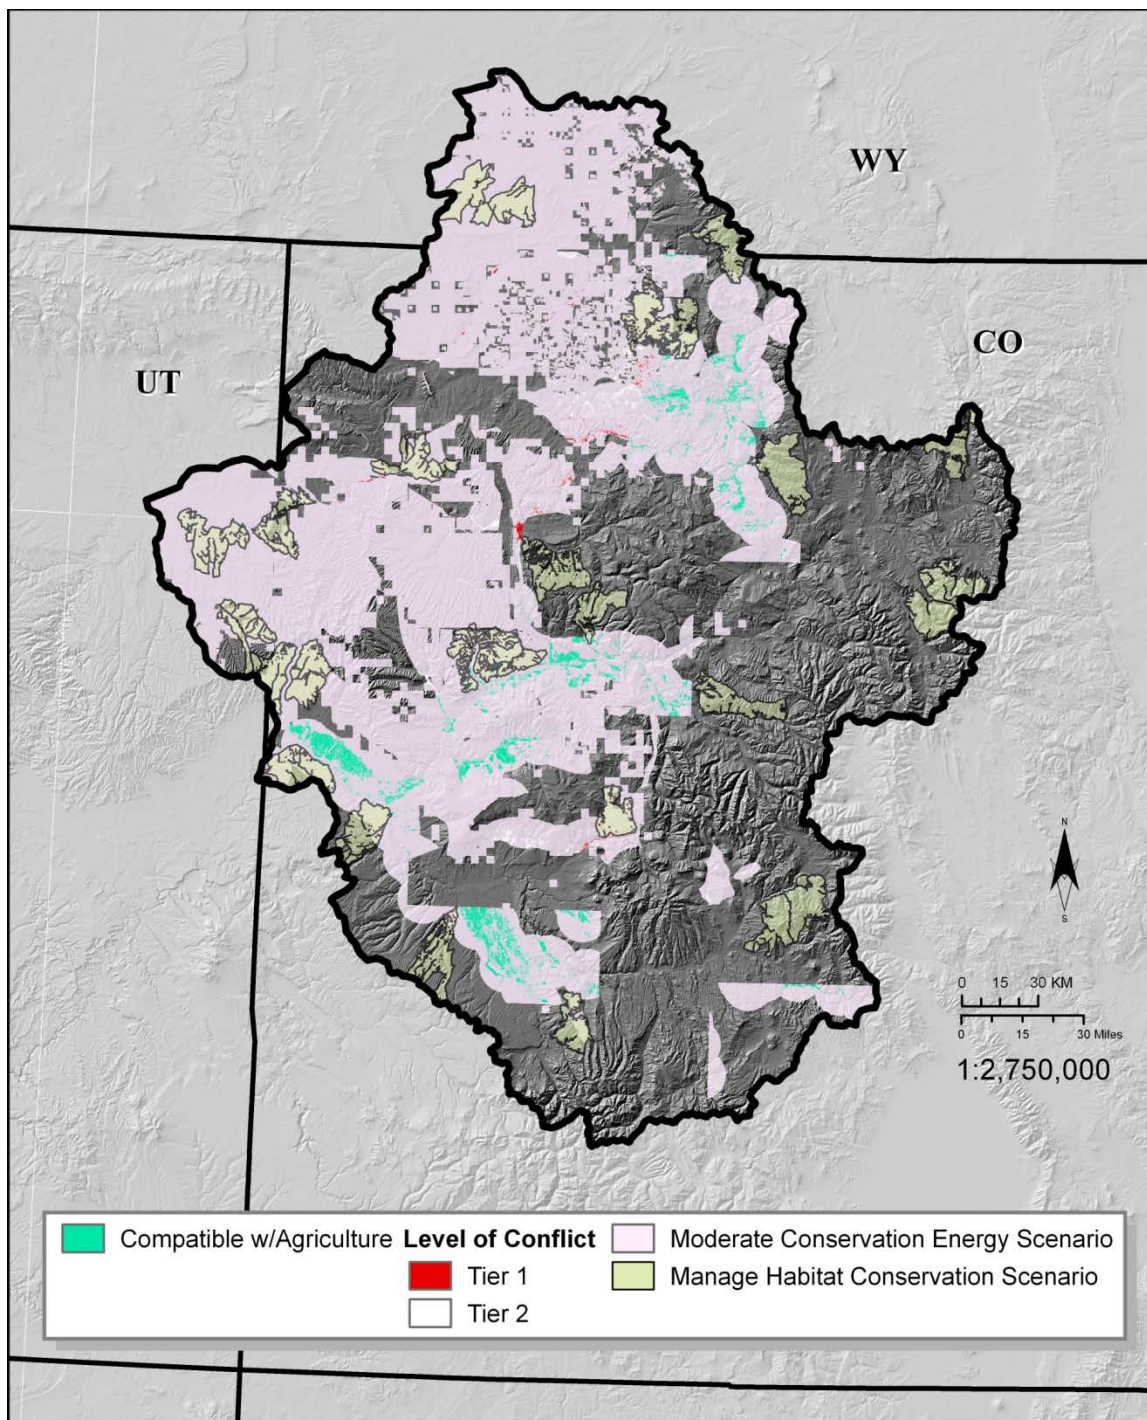 WY
UT
CO
N
S
0 15 30 KM
0 15 30 Miles
1:2,750,000
Compatible w/Agriculture Level of Conflict Moderate Conservation Energy Scenario
Tier 1 Manage Habitat Conservation Scenario
Tier 2